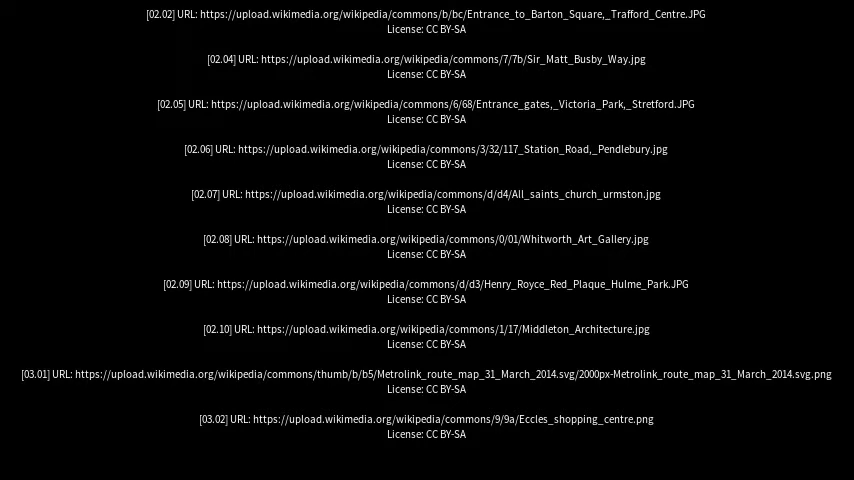 [02.02] URL: https://upload.wikimedia.org/wikipedia/commons/b/bc/Entrance_to_Barton_Square,_Trafford_Centre.JPG
License: CC BY-SA
[02.04] URL: https://upload.wikimedia.org/wikipedia/commons/7/7b/Sir_Matt_Busby_Way.jpg
License: CC BY-SA
[02.05] URL: https://upload.wikimedia.org/wikipedia/commons/6/68/Entrance_gates,_Victoria_Park,_Stretford.JPG
License: CC BY-SA
[02.06] URL: https://upload.wikimedia.org/wikipedia/commons/3/32/117_Station_Road,_Pendlebury.jpg
License: CC BY-SA
[02.07] URL: https://upload.wikimedia.org/wikipedia/commons/d/d4/All_saints_church_urmston.jpg
License: CC BY-SA
[02.08] URL: https://upload.wikimedia.org/wikipedia/commons/0/01/Whitworth_Art_Gallery.jpg
License: CC BY-SA
[02.09] URL: https://upload.wikimedia.org/wikipedia/commons/d/d3/Henry_Royce_Red_Plaque_Hulme_Park.JPG
License: CC BY-SA
[02.10] URL: https://upload.wikimedia.org/wikipedia/commons/1/17/Middleton_Architecture.jpg
License: CC BY-SA
[03.01] URL: https://upload.wikimedia.org/wikipedia/commons/thumb/b/b5/Metrolink_route_map_31_March_2014.svg/2000px-Metrolink_route_map_31_March_2014.svg.png
License: CC BY-SA
[03.02] URL: https://upload.wikimedia.org/wikipedia/commons/9/9a/Eccles_shopping_centre.png
License: CC BY-SA